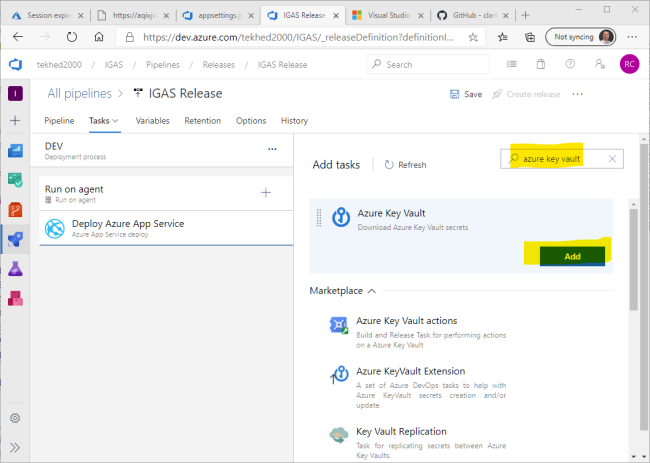 Session expir
https://aqixjv
appsettings.j
IGAS Release
Visual Studio
GitHub - clar
https://dev.azure.com/tekhed2000/IGAS/_releaseDefinition?definitionI...
Not syncing
tekhed2000 / IGAS / Pipelines / Releases / IGAS Release
Search
RC
I
All pipelines > IGAS Release
Save
Create release
Pipeline
Tasks
Variables
Retention
Options
History
DEV
Deployment process
Run on agent
Run on agent
Deploy Azure App Service
Azure App Service deploy
Add tasks
Refresh
azure key vault
Azure Key Vault
Download Azure Key Vault secrets
Add
Marketplace
Azure Key Vault actions
Build and Release Task for performing actions
on a Azure Key Vault
Azure KeyVault Extension
A set of Azure DevOps tasks to help with
Azure KeyVault secrets creation and/or
update.
Key Vault Replication
Task for replicating secrets between Azure
Key Vaults.